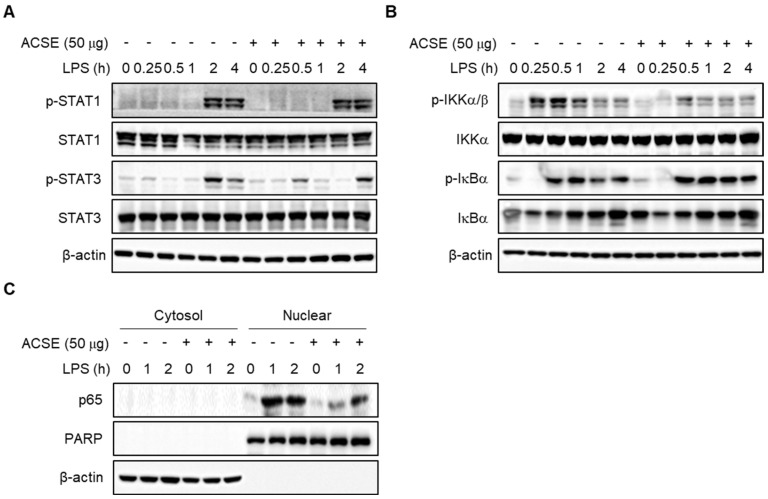 A
ACSE (50 μg) - - - - - - + + + + + +
LPS (h) 0 0.25 0.5 1 2 4 0 0.25 0.5 1 2 4
p-STAT1
STAT1
p-STAT3
STAT3
β-actin
B
ACSE (50 μg) - - - - - - + + + + + +
LPS (h) 0 0.25 0.5 1 2 4 0 0.25 0.5 1 2 4
p-IKKα/β
IKKα
p-IκBα
IκBα
β-actin
C
Cytosol Nuclear
ACSE (50 μg) - - - + + + - - - + + +
LPS (h) 0 1 2 0 1 2 0 1 2 0 1 2
p65
PARP
β-actin